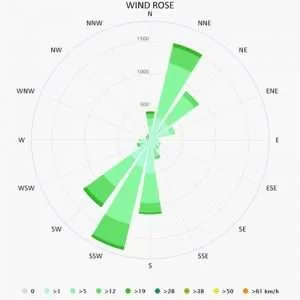 WIND ROSE
N
NNW
NNE
NW
NE
1500
WNW
1000
ENE
500
W
E
WSW
ESE
SW
SE
SSW
SSE
S
0 >1 >5 >12 >19 >28 >38 >50 >61 km/h